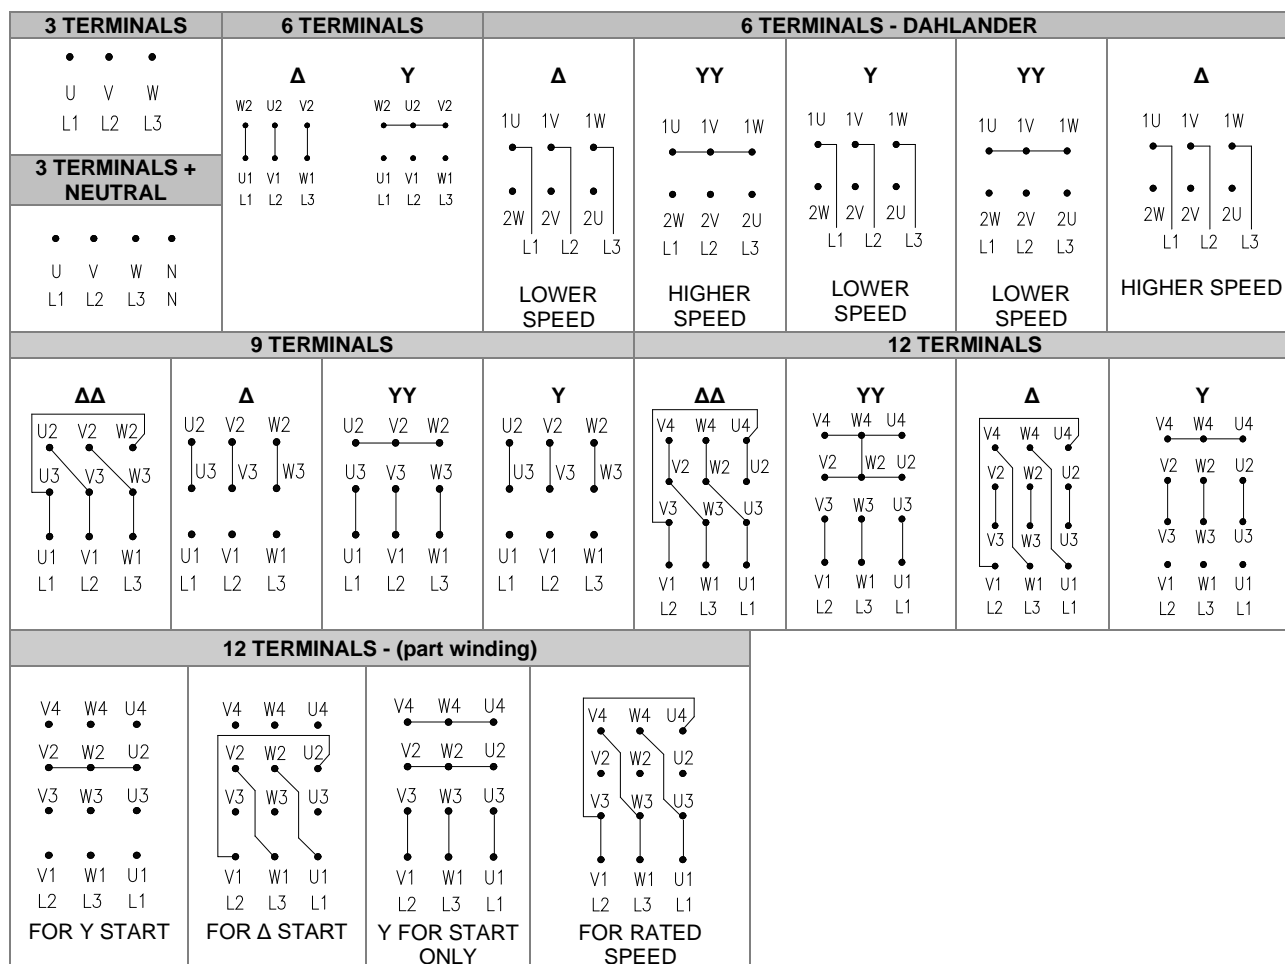 3 TERMINALS
U V W
L1 L2 L3
3 TERMINALS +
NEUTRAL
U V W N
L1 L2 L3 N
6 TERMINALS
Δ
W2 U2 V2
U1 V1 W1
L1 L2 L3
Y
W2 U2 V2
U1 V1 W1
L1 L2 L3
6 TERMINALS - DAHLANDER
Δ
1U 1V 1W
2W 2V 2U
L1 L2 L3
LOWER
SPEED
YY
1U 1V 1W
2W 2V 2U
L1 L2 L3
HIGHER
SPEED
Y
1U 1V 1W
2W 2V 2U
L1 L2 L3
LOWER
SPEED
YY
1U 1V 1W
2W 2V 2U
L1 L2 L3
LOWER
SPEED
Δ
1U 1V 1W
2W 2V 2U
L1 L2 L3
HIGHER SPEED
9 TERMINALS
ΔΔ
U2 V2 W2
U3 V3 W3
U1 V1 W1
L1 L2 L3
Δ
U2 V2 W2
U3 V3 W3
U1 V1 W1
L1 L2 L3
YY
U2 V2 W2
U3 V3 W3
U1 V1 W1
L1 L2 L3
Y
U2 V2 W2
U3 V3 W3
U1 V1 W1
L1 L2 L3
12 TERMINALS
ΔΔ
V4 W4 U4
V2 W2 U2
V3 W3 U3
V1 W1 U1
L2 L3 L1
YY
V4 W4 U4
V2 W2 U2
V3 W3 U3
V1 W1 U1
L2 L3 L1
Δ
V4 W4 U4
V2 W2 U2
V3 W3 U3
V1 W1 U1
L2 L3 L1
Y
V4 W4 U4
V2 W2 U2
V3 W3 U3
V1 W1 U1
L2 L3 L1
12 TERMINALS - (part winding)
V4 W4 U4
V2 W2 U2
V3 W3 U3
V1 W1 U1
L2 L3 L1
FOR Y START
V4 W4 U4
V2 W2 U2
V3 W3 U3
V1 W1 U1
L2 L3 L1
FOR Δ START
V4 W4 U4
V2 W2 U2
V3 W3 U3
V1 W1 U1
L2 L3 L1
Y FOR START
ONLY
V4 W4 U4
V2 W2 U2
V3 W3 U3
V1 W1 U1
L2 L3 L1
FOR RATED
SPEED